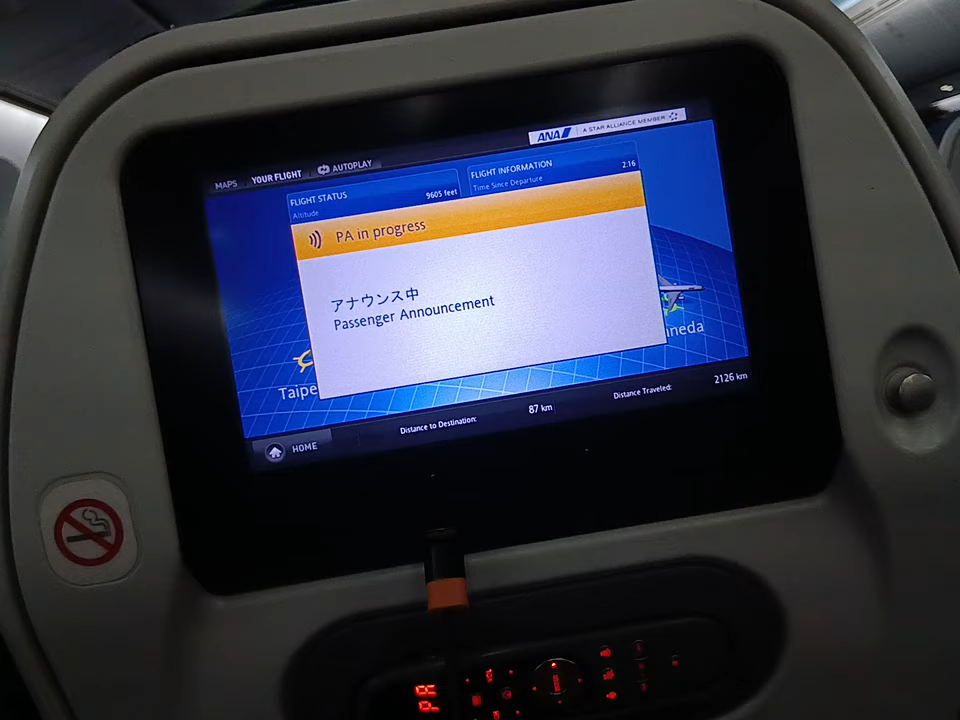 ANA A STAR ALLIANCE MEMBER
MAPS YOUR FLIGHT AUTOPLAY
FLIGHT STATUS
Altitude 9605 feet
FLIGHT INFORMATION
Time Since Departure 2:16
PA in progress
アナウンス中
Passenger Announcement
Taipe
neda
Distance to Destination: 87 km
Distance Traveled: 2126 km
HOME